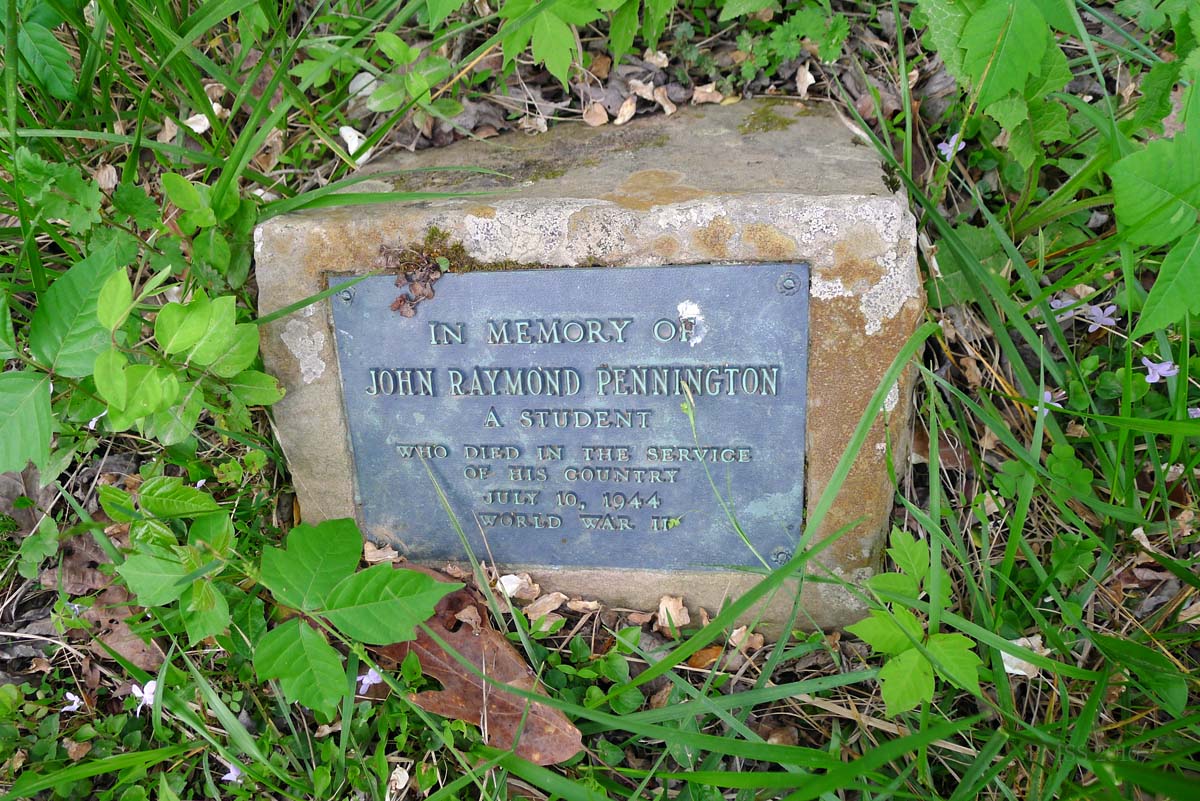 IN MEMORY OF
JOHN RAYMOND PENNINGTON
A STUDENT
WHO DIED IN THE SERVICE
OF HIS COUNTRY
JULY 10, 1944
WORLD WAR II